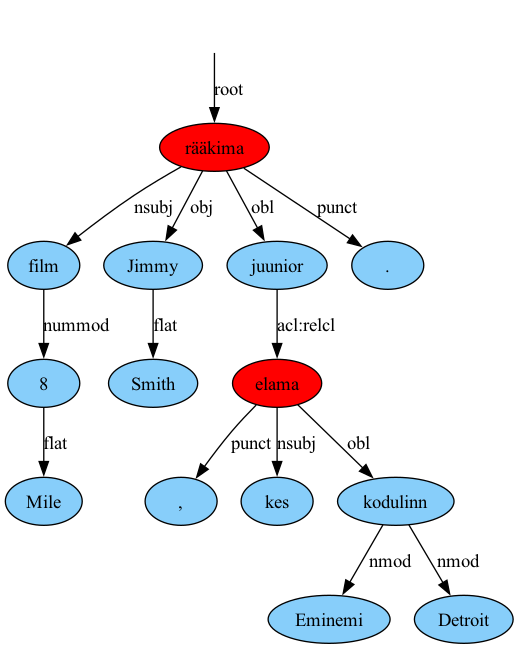 root
rääkima
nsubj obj obl punct
film Jimmy juunior .
nummod flat acl:relcl
8 Smith elama
flat punct nsubj obl
Mile , kes kodulinn
nmod nmod
Eminemi Detroit